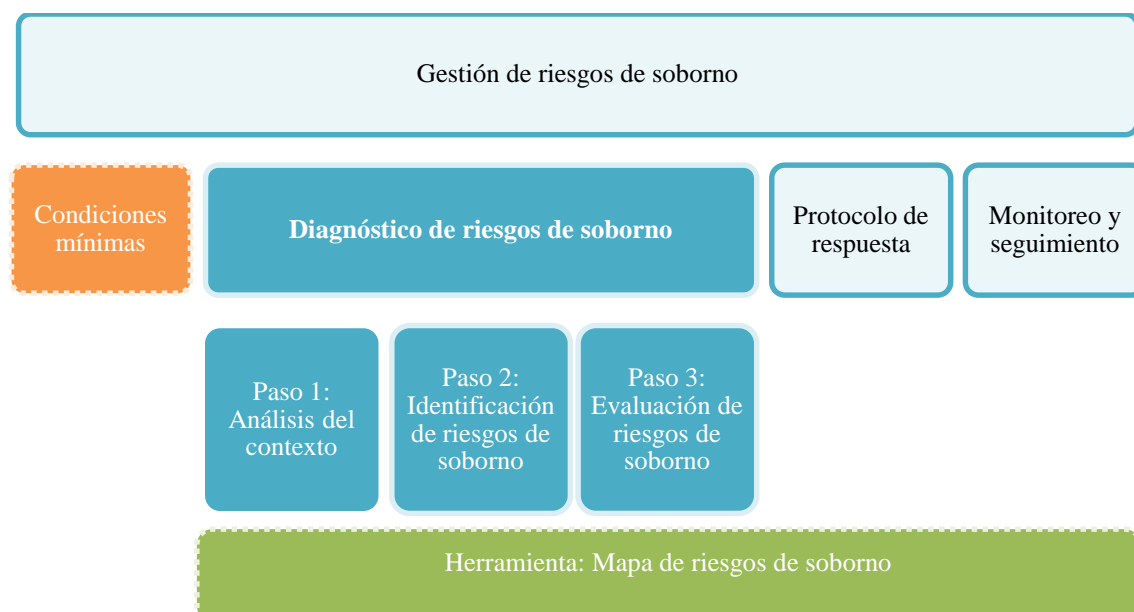 Gestión de riesgos de soborno
Condiciones
mínimas
Diagnóstico de riesgos de soborno
Protocolo de
respuesta
Monitoreo y
seguimiento
Paso 1:
Análisis del
contexto
Paso 2:
Identificación
de riesgos de
soborno
Paso 3:
Evaluación de
riesgos de
soborno
Herramienta: Mapa de riesgos de soborno